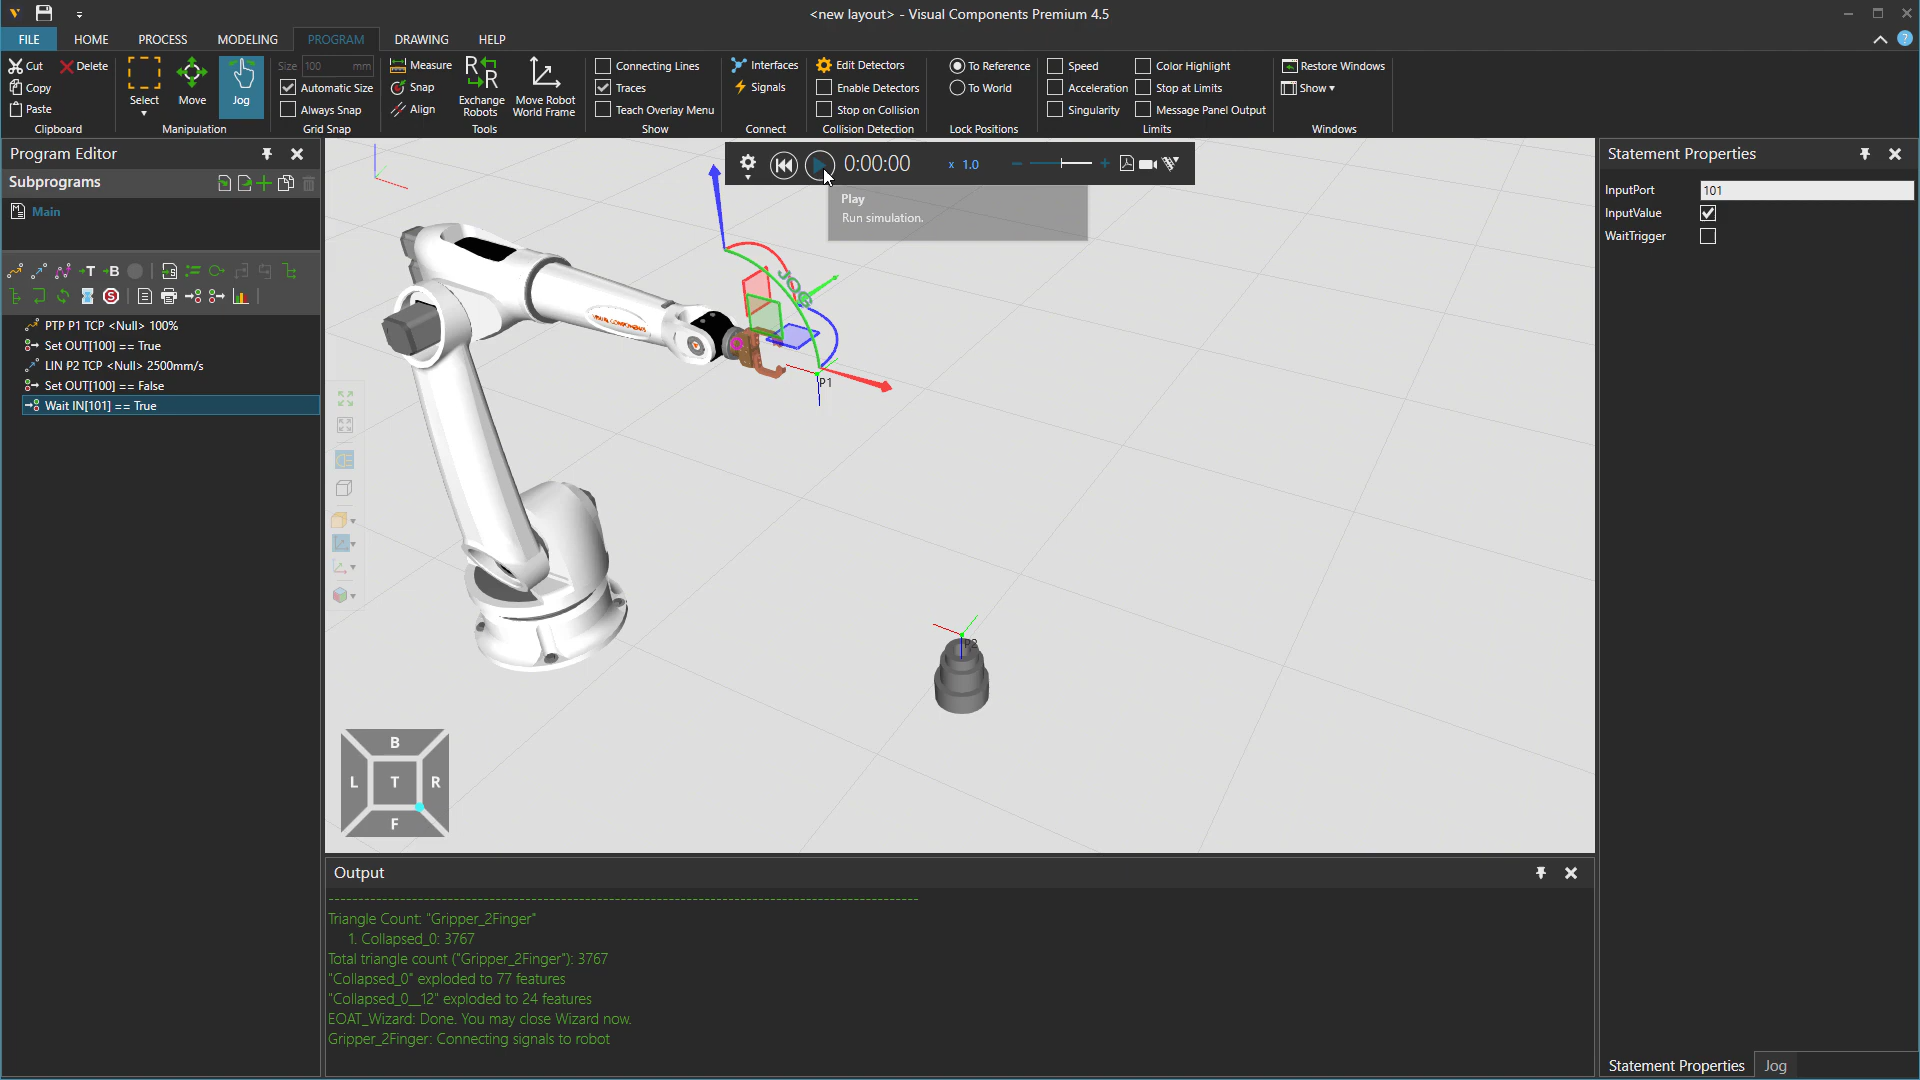 <new layout> - Visual Components Premium 4.5
FILE
HOME
PROCESS
MODELING
PROGRAM
DRAWING
HELP
Cut
Delete
Copy
Paste
Clipboard
Select
Move
Jog
Manipulation
Size 100 mm
Automatic Size
Always Snap
Grid Snap
Measure
Snap
Align
Exchange Robots
Move Robot World Frame
Tools
Connecting Lines
Traces
Teach Overlay Menu
Show
Interfaces
Signals
Connect
Edit Detectors
Enable Detectors
Stop on Collision
Collision Detection
To Reference
To World
Lock Positions
Speed
Acceleration
Singularity
Color Highlight
Stop at Limits
Message Panel Output
Limits
Restore Windows
Show
Windows
Program Editor
Subprograms
Main
PTP P1 TCP <Null> 100%
Set OUT[100] == True
LIN P2 TCP <Null> 2500mm/s
Set OUT[100] == False
Wait IN[101] == True
0:00:00
x 1.0
Play
Run simulation.
VISUAL COMPONENTS
JOG
P1
P2
B
L T R
F
Output
Triangle Count: "Gripper_2Finger"
1. Collapsed_0: 3767
Total triangle count ("Gripper_2Finger"): 3767
"Collapsed_0" exploded to 77 features
"Collapsed_0__12" exploded to 24 features
EOAT_Wizard: Done. You may close Wizard now.
Gripper_2Finger: Connecting signals to robot
Statement Properties
InputPort 101
InputValue
WaitTrigger
Statement Properties
Jog